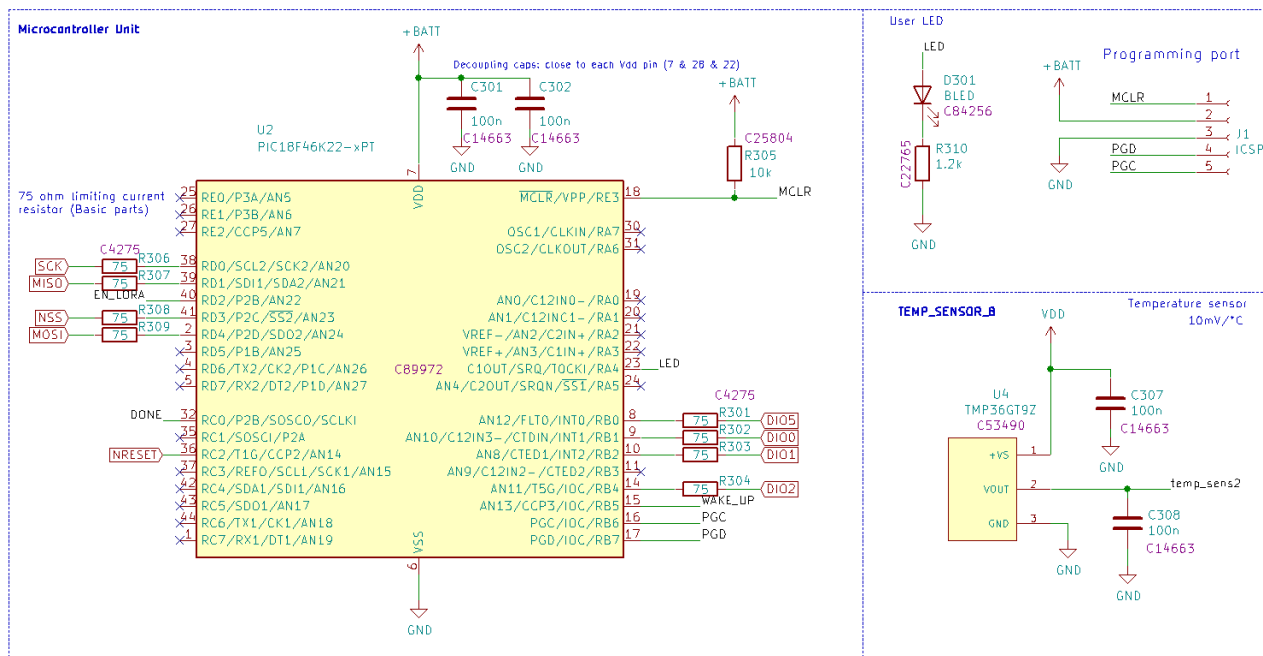 Microcontroller Unit
+BATT
Decoupling caps: close to each Vdd pin (7 & 28 & 22)
C301
100n
C14663
GND
C302
100n
C14663
GND
+BATT
C25804
R305
10k
MCLR
U2
PIC18F46K22-xPT
75 ohm limiting current
resistor (Basic parts)
C4275
SCK 75 R306
MISO 75 R307
EN_LORA
NSS 75 R308
MOSI 75 R309
DONE
NRESET
25 RE0/P3A/AN5
26 RE1/P3B/AN6
27 RE2/CCP5/AN7
38 RD0/SCL2/SCK2/AN20
39 RD1/SDI1/SDA2/AN21
40 RD2/P2B/AN22
41 RD3/P2C/SS2/AN23
2 RD4/P2D/SDO2/AN24
3 RD5/P1B/AN25
4 RD6/TX2/CK2/P1C/AN26
5 RD7/RX2/DT2/P1D/AN27
32 RC0/P2B/SOSCO/SCLKI
35 RC1/SOSCI/P2A
36 RC2/T1G/CCP2/AN14
37 RC3/REFO/SCL1/SCK1/AN15
42 RC4/SDA1/SDI1/AN16
43 RC5/SDO1/AN17
44 RC6/TX1/CK1/AN18
1 RC7/RX1/DT1/AN19
7
VDD
C89972
VSS
6
GND
MCLR/VPP/RE3 18
OSC1/CLKIN/RA7 30
OSC2/CLKOUT/RA6 31
AN0/C12IN0-/RA0 19
AN1/C12INC1-/RA1 20
VREF-/AN2/C2IN+/RA2 21
VREF+/AN3/C1IN+/RA3 22
C1OUT/SRQ/T0CKI/RA4 23 LED
AN4/C2OUT/SRQN/SS1/RA5 24
C4275
AN12/FLT0/INT0/RB0 8 75 R301 DIO5
AN10/C12IN3-/CTDIN/INT1/RB1 9 75 R302 DIO0
AN8/CTED1/INT2/RB2 10 75 R303 DIO1
AN9/C12IN2-/CTED2/RB3 11
AN11/T5G/IOC/RB4 14 75 R304 DIO2
AN13/CCP3/IOC/RB5 15 WAKE_UP
PGC/IOC/RB6 16 PGC
PGD/IOC/RB7 17 PGD
User LED
LED
D301
BLED
C84256
C22765
R310
1.2k
GND
Programming port
+BATT
GND
MCLR 1
2
3
PGD 4
PGC 5
J1
ICSP
TEMP_SENSOR_B
Temperature sensor
10mV/°C
VDD
U4
TMP36GT9Z
C53490
+VS 1
VOUT 2
GND 3
C307
100n
C14663
GND
temp_sens2
C308
100n
C14663
GND
GND